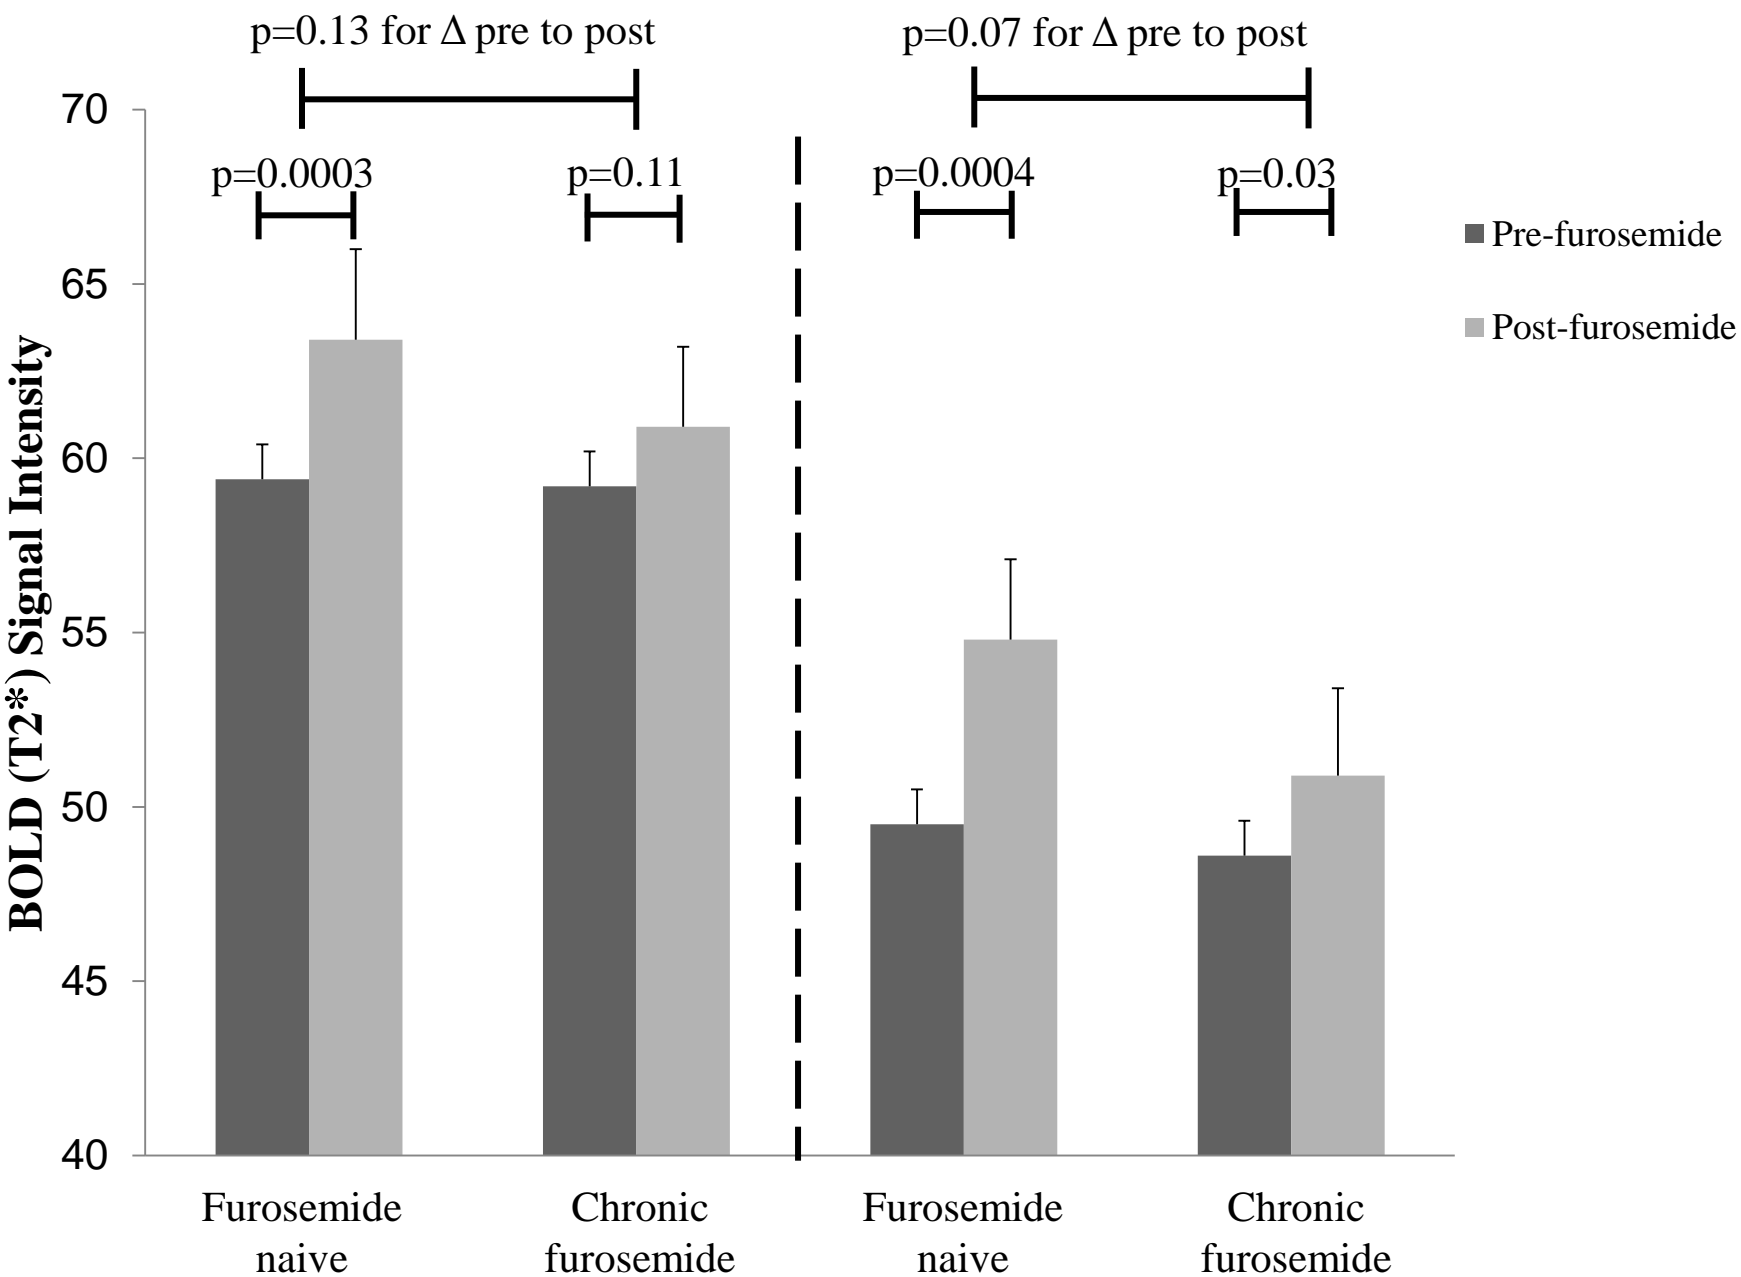 p=0.13 for Δ pre to post
p=0.07 for Δ pre to post
p=0.0003
p=0.11
p=0.0004
p=0.03
70
65
60
55
50
45
40
BOLD (T2*) Signal Intensity
Pre-furosemide
Post-furosemide
Furosemide
naive
Chronic
furosemide
Furosemide
naive
Chronic
furosemide